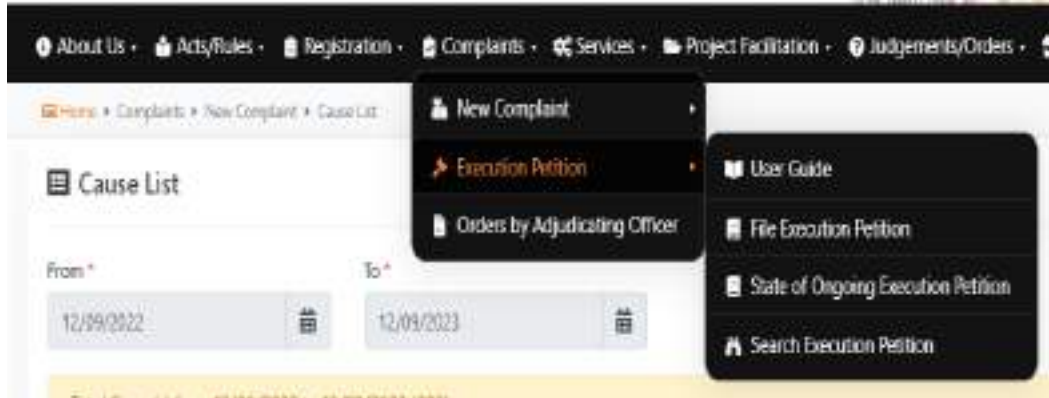 About Us Acts/Rules Registration Complaints Services Project Facilitation Judgements/Orders
Home Complaints New Complaint Cause List
New Complaint
Execution Petition
Orders by Adjudicating Officer
User Guide
File Execution Petition
State of Ongoing Execution Petition
Search Execution Petition
Cause List
From * To *
12/09/2022 12/09/2023